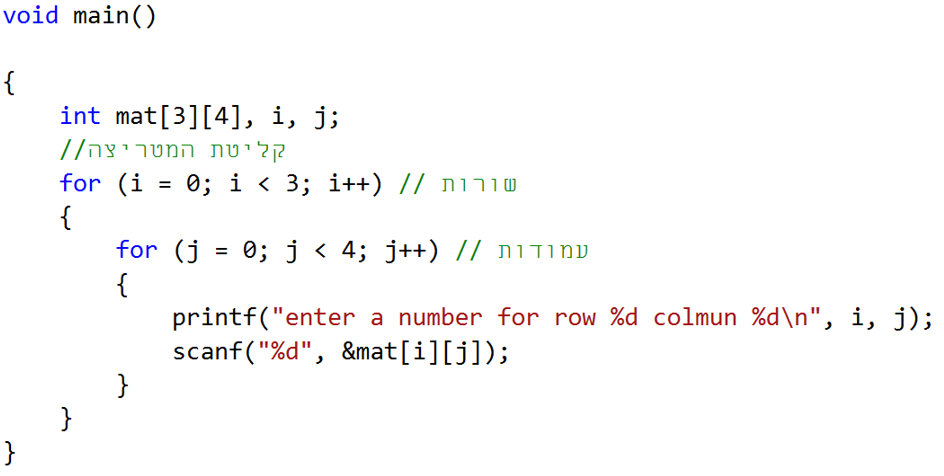 void main()
{
int mat[3][4], i, j;
//קליטת המטריצה
for (i = 0; i < 3; i++) // שורות
{
for (j = 0; j < 4; j++) // עמודות
{
printf("enter a number for row %d colmun %d\n", i, j);
scanf("%d", &mat[i][j]);
}
}
}